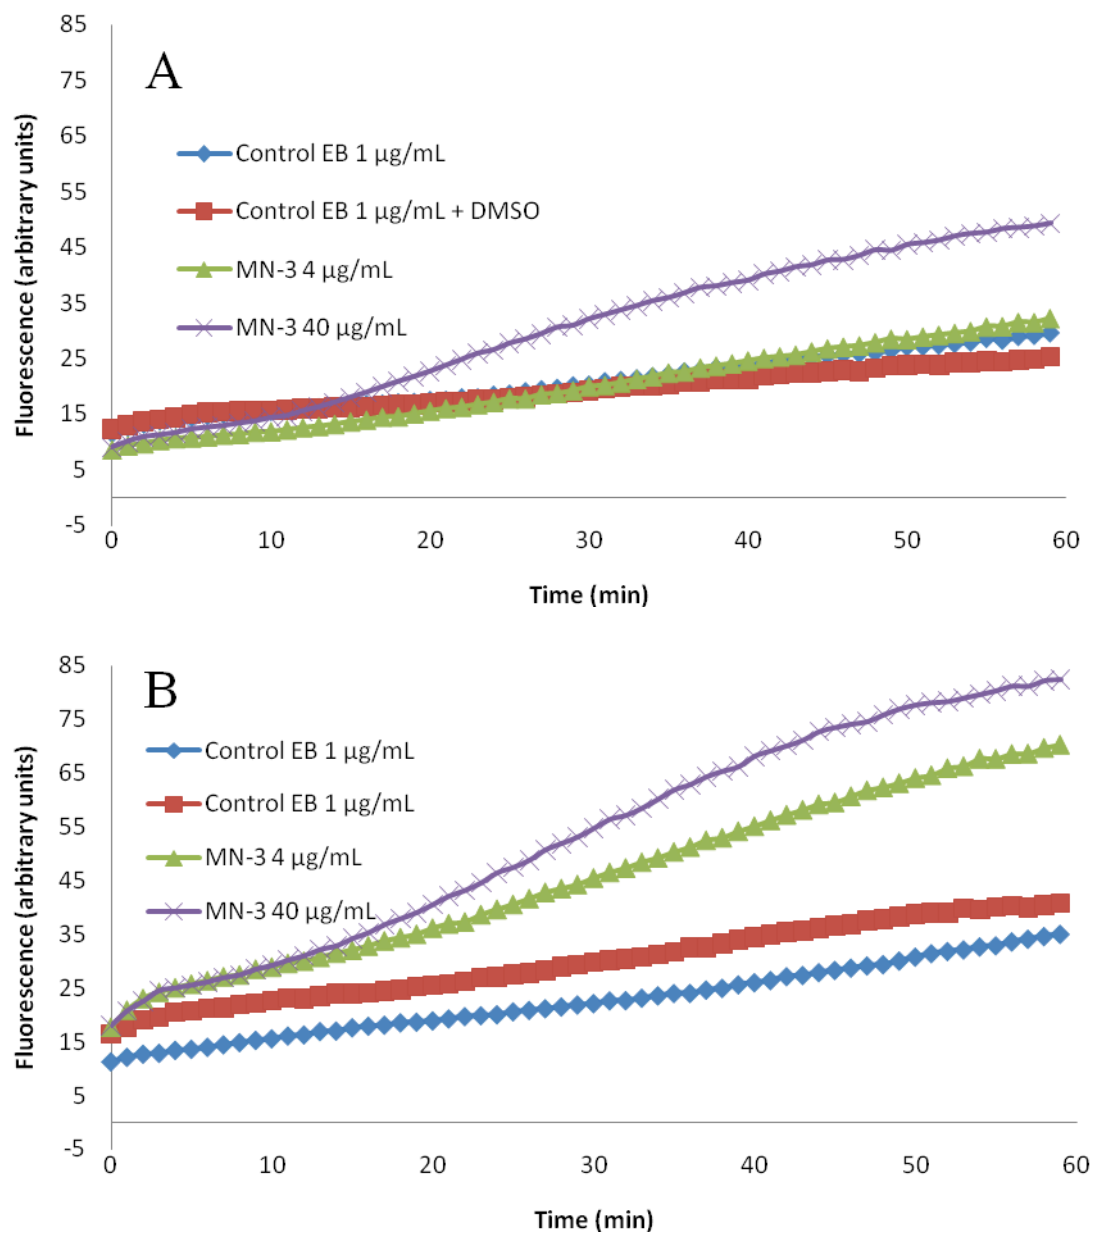 A
85
75
65
55
45
35
25
15
5
-5
Fluorescence (arbitrary units)
Control EB 1 µg/mL
Control EB 1 µg/mL + DMSO
MN-3 4 µg/mL
MN-3 40 µg/mL
0 10 20 30 40 50 60
Time (min)
B
85
75
65
55
45
35
25
15
5
-5
Fluorescence (arbitrary units)
Control EB 1 µg/mL
Control EB 1 µg/mL
MN-3 4 µg/mL
MN-3 40 µg/mL
0 10 20 30 40 50 60
Time (min)